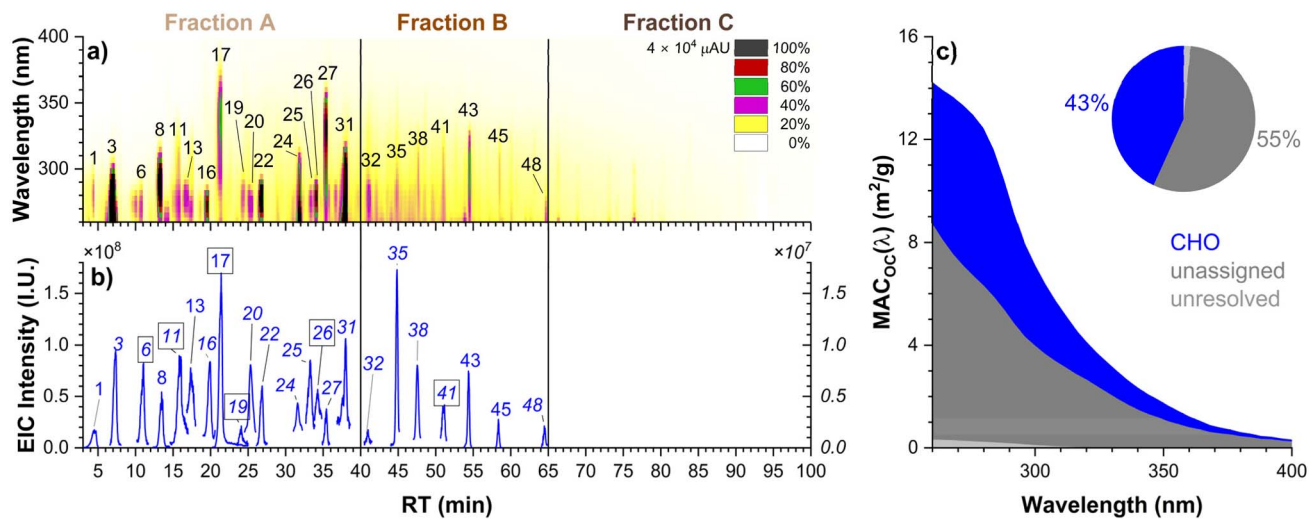 Fraction A Fraction B Fraction C
a)
Wavelength (nm)
400
350
300
4 × 10⁴ μAU
100%
80%
60%
40%
20%
0%
1 3 6 8 11 13 16 17 19 20 22 24 25 26 27 31 32 35 38 41 43 45 48
b)
×10⁸
×10⁷
EIC Intensity (I.U.)
1.5
1.0
0.5
0.0
1 3 6 8 11 13 16 17 19 20 22 24 25 26 27 31 32 35 38 41 43 45 48
1.5
1.0
0.5
0.0
5 10 15 20 25 30 35 40 45 50 55 60 65 70 75 80 85 90 95 100
RT (min)
c)
MAC_OC(λ) (m²/g)
16
12
8
4
0
43%
55%
CHO
unassigned
unresolved
300 350 400
Wavelength (nm)